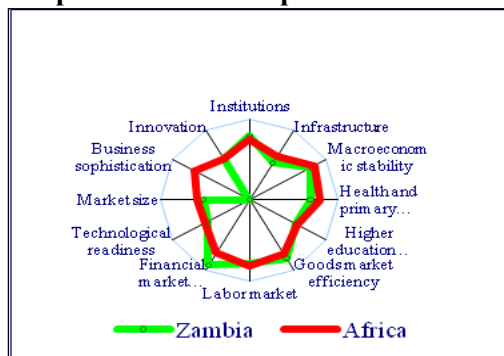 Institutions
Innovation
Infrastructure
Business
sophistication
Macroeconom
ic stability
Market size
Health and
primary...
Technological
readiness
Higher
education...
Financial
market...
Goods market
efficiency
Labor market
Zambia
Africa